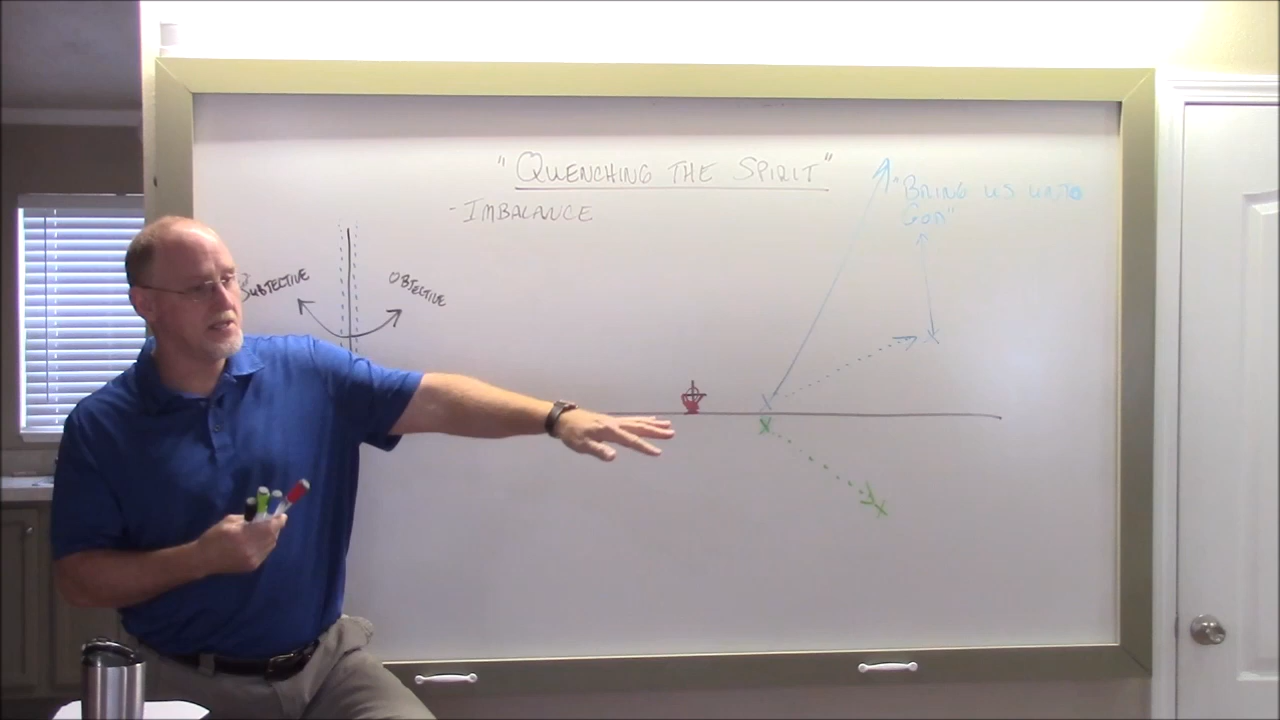 "QUENCHING THE SPIRIT"
- IMBALANCE
"BRING US UNTO
GOD"
SUBJECTIVE
OBJECTIVE